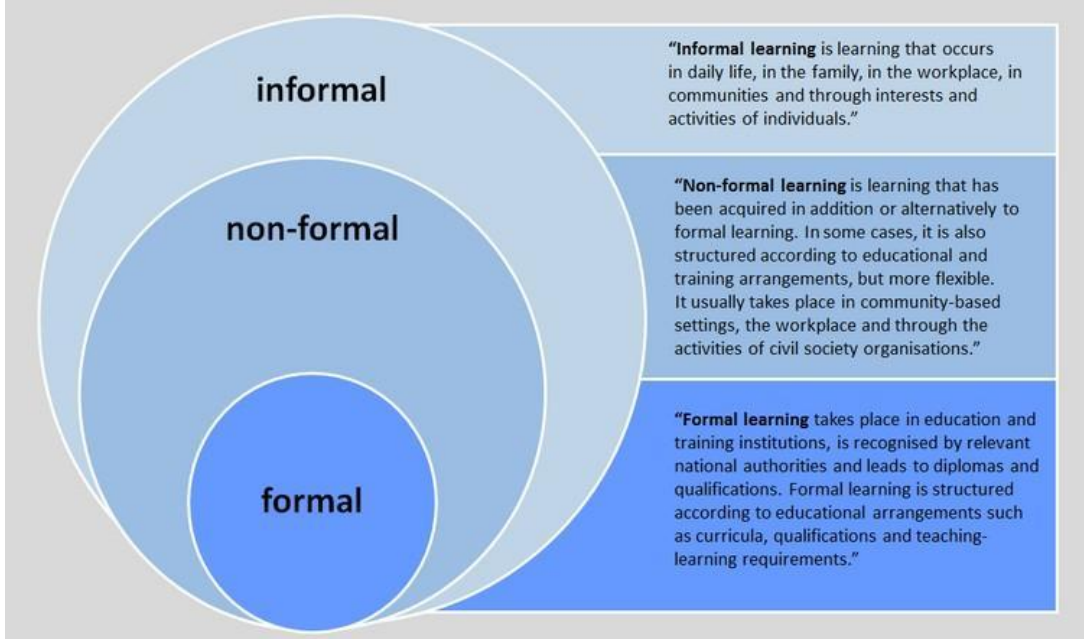 informal
“Informal learning is learning that occurs
in daily life, in the family, in the workplace, in
communities and through interests and
activities of individuals.”
non-formal
“Non-formal learning is learning that has
been acquired in addition or alternatively to
formal learning. In some cases, it is also
structured according to educational and
training arrangements, but more flexible.
It usually takes place in community-based
settings, the workplace and through the
activities of civil society organisations.”
formal
“Formal learning takes place in education and
training institutions, is recognised by relevant
national authorities and leads to diplomas and
qualifications. Formal learning is structured
according to educational arrangements such
as curricula, qualifications and teaching-
learning requirements.”